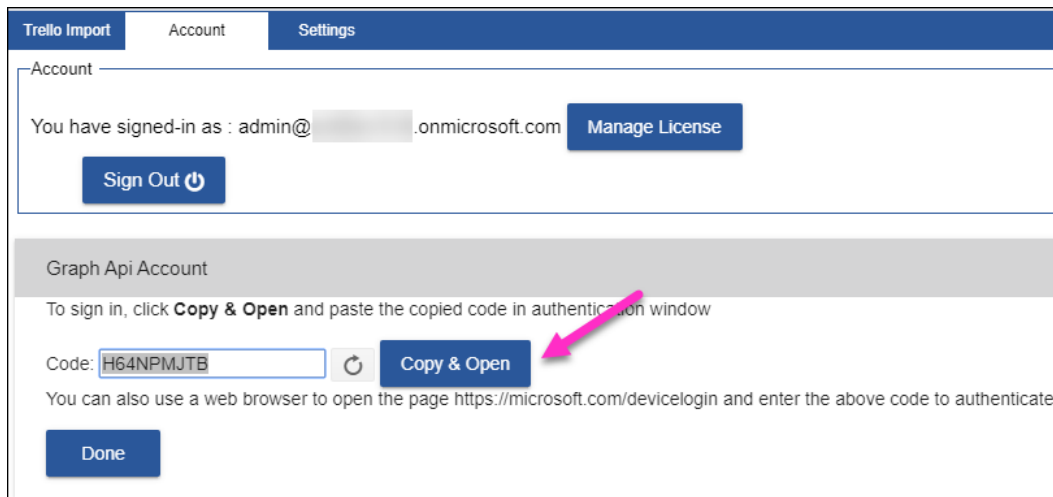 Trello Import Account Settings
Account
You have signed-in as : admin@ .onmicrosoft.com Manage License
Sign Out
Graph Api Account
To sign in, click Copy & Open and paste the copied code in authentication window
Code: H64NPMJTB Copy & Open
You can also use a web browser to open the page https://microsoft.com/devicelogin and enter the above code to authenticate
Done